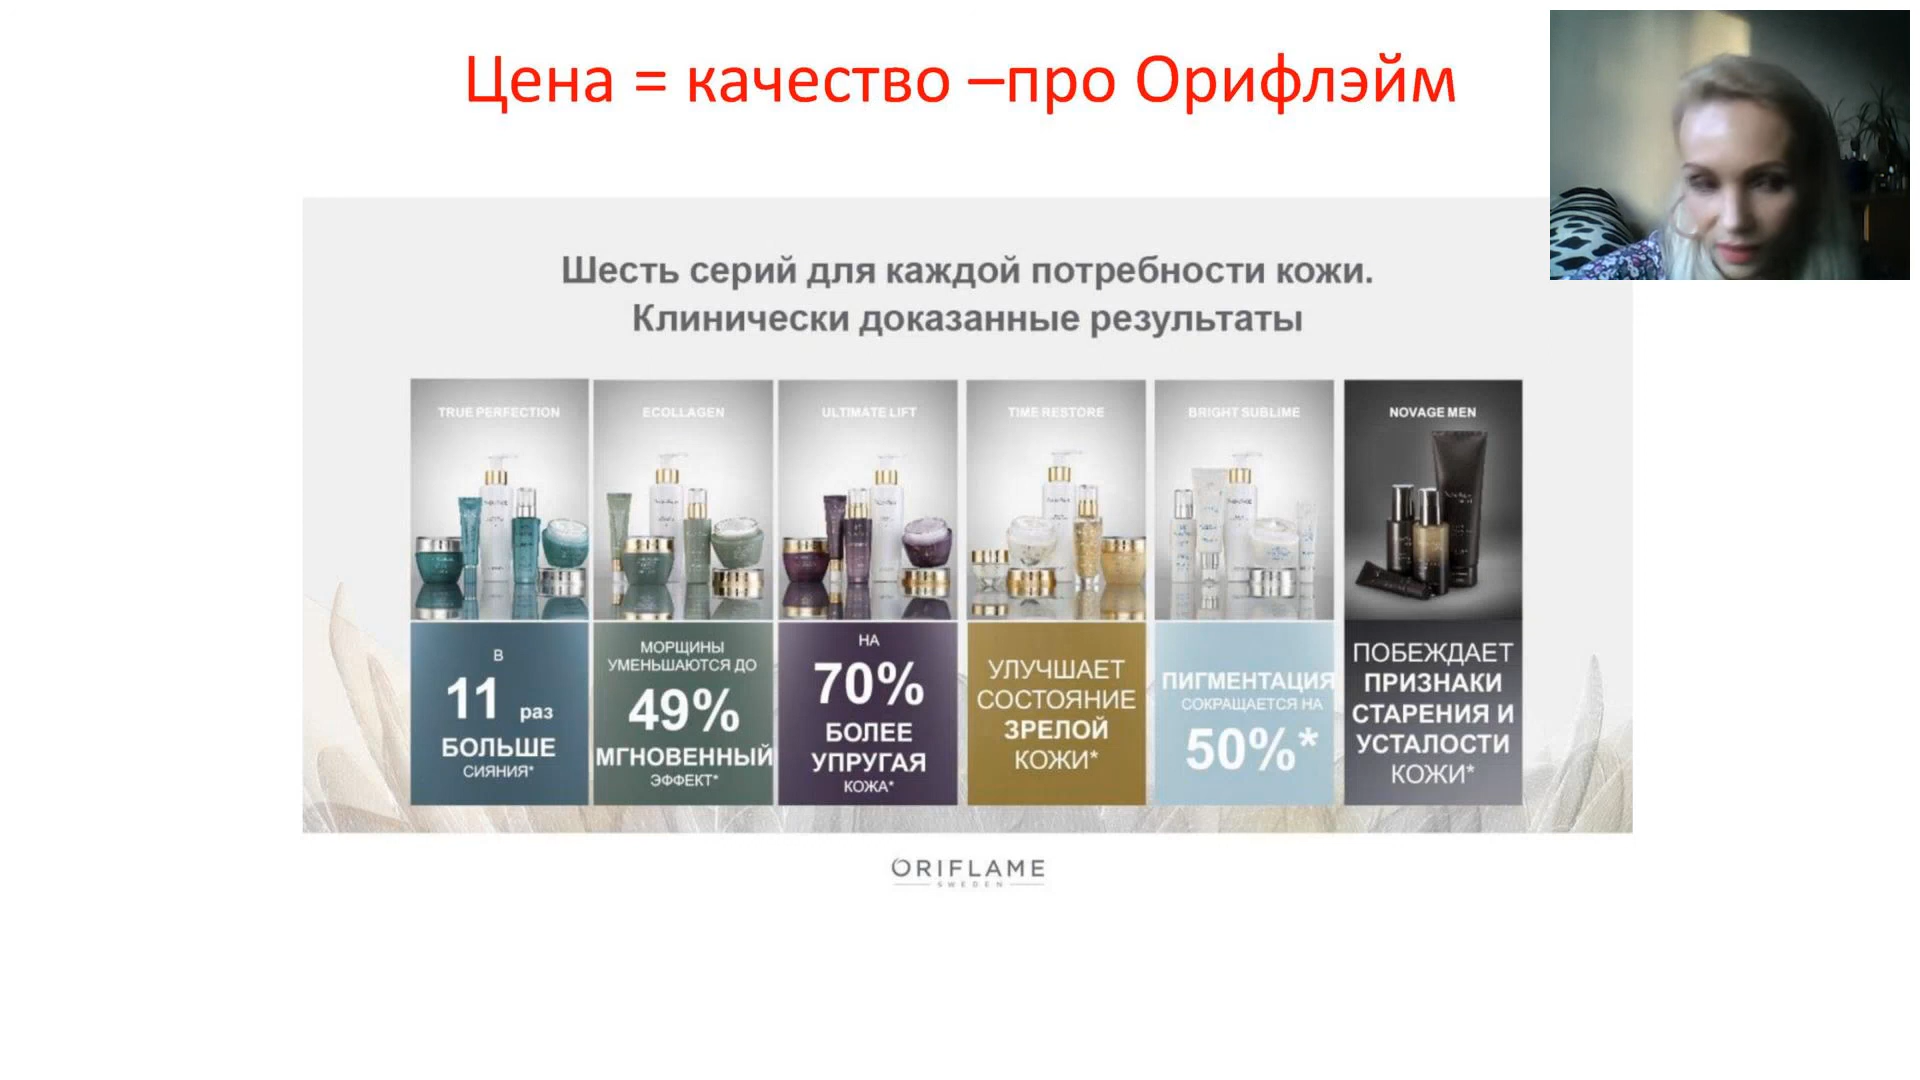 Цена = качество –про Орифлэйм
Шесть серий для каждой потребности кожи.
Клинически доказанные результаты
TRUE PERFECTION
ECOLLAGEN
ULTIMATE LIFT
TIME RESTORE
BRIGHT SUBLIME
NOVAGE MEN
В
11 раз
БОЛЬШЕ
СИЯНИЯ*
МОРЩИНЫ
УМЕНЬШАЮТСЯ ДО
49%
МГНОВЕННЫЙ
ЭФФЕКТ*
НА
70%
БОЛЕЕ
УПРУГАЯ
КОЖА*
УЛУЧШАЕТ
СОСТОЯНИЕ
ЗРЕЛОЙ
КОЖИ*
ПИГМЕНТАЦИЯ
СОКРАЩАЕТСЯ НА
50%*
ПОБЕЖДАЕТ
ПРИЗНАКИ
СТАРЕНИЯ И
УСТАЛОСТИ
КОЖИ*
ORIFLAME
SWEDEN